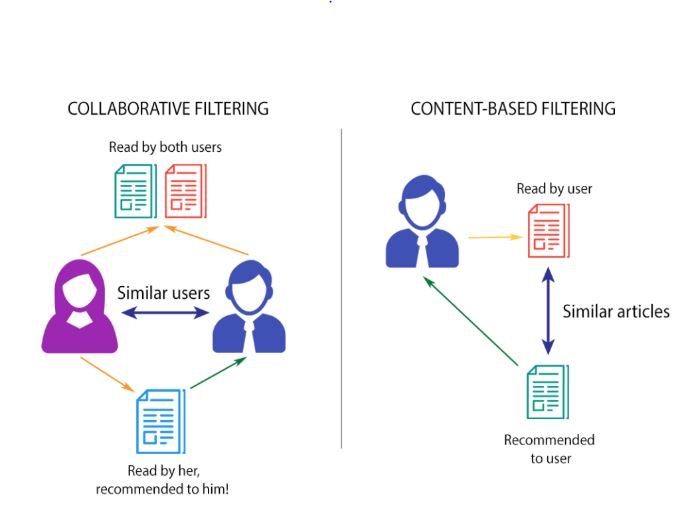 COLLABORATIVE FILTERING
Read by both users
Similar users
Read by her,
recommended to him!
CONTENT-BASED FILTERING
Read by user
Similar articles
Recommended
to user